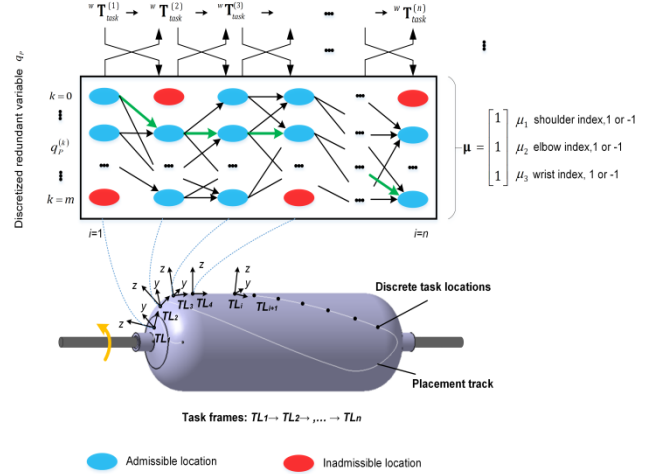 ʷT_task⁽¹⁾ → ʷT_task⁽²⁾ → ʷT_task⁽³⁾ → ... → ʷT_task⁽ⁿ⁾
Discretized redundant variable q_P
k=0
q_P^(k)
k=m
i=1
i=n
μ = [1 1 1]
μ₁ shoulder index,1 or -1
μ₂ elbow index,1 or -1
μ₃ wrist index, 1 or -1
z z z z
y y y
z
TL₁
TL₂
TL₃
TL₄
TLᵢ
TLᵢ₊₁
Discrete task locations
Placement track
Task frames: TL₁→ TL₂→ ,…→ TLn
Admissible location
Inadmissible location